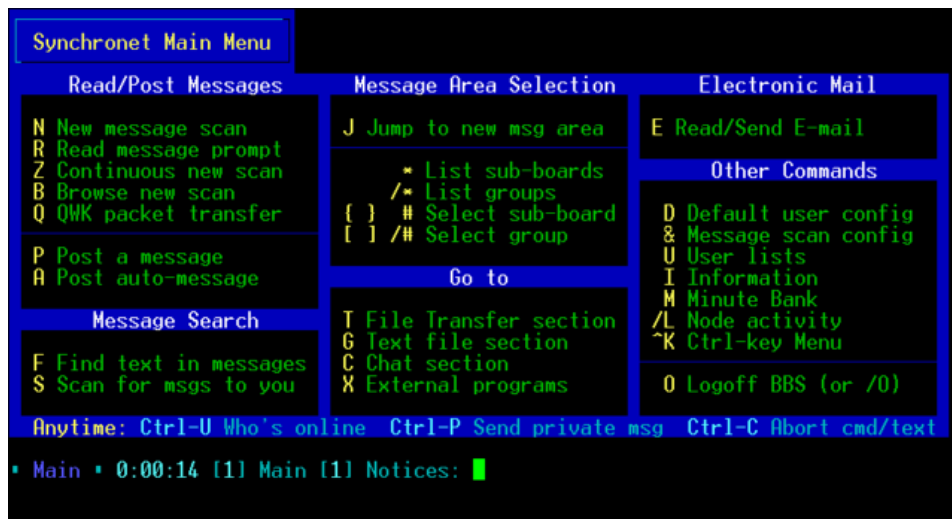 Synchronet Main Menu
Read/Post Messages
N New message scan
R Read message prompt
Z Continuous new scan
B Browse new scan
Q QWK packet transfer
P Post a message
A Post auto-message
Message Search
F Find text in messages
S Scan for msgs to you
Message Area Selection
J Jump to new msg area
* List sub-boards
/* List groups
{ } # Select sub-board
[ ] /# Select group
Go to
T File Transfer section
G Text file section
C Chat section
X External programs
Electronic Mail
E Read/Send E-mail
Other Commands
D Default user config
& Message scan config
U User lists
I Information
M Minute Bank
/L Node activity
^K Ctrl-key Menu
O Logoff BBS (or /O)
Anytime: Ctrl-U Who's online Ctrl-P Send private msg Ctrl-C Abort cmd/text
• Main • 0:00:14 [1] Main [1] Notices: